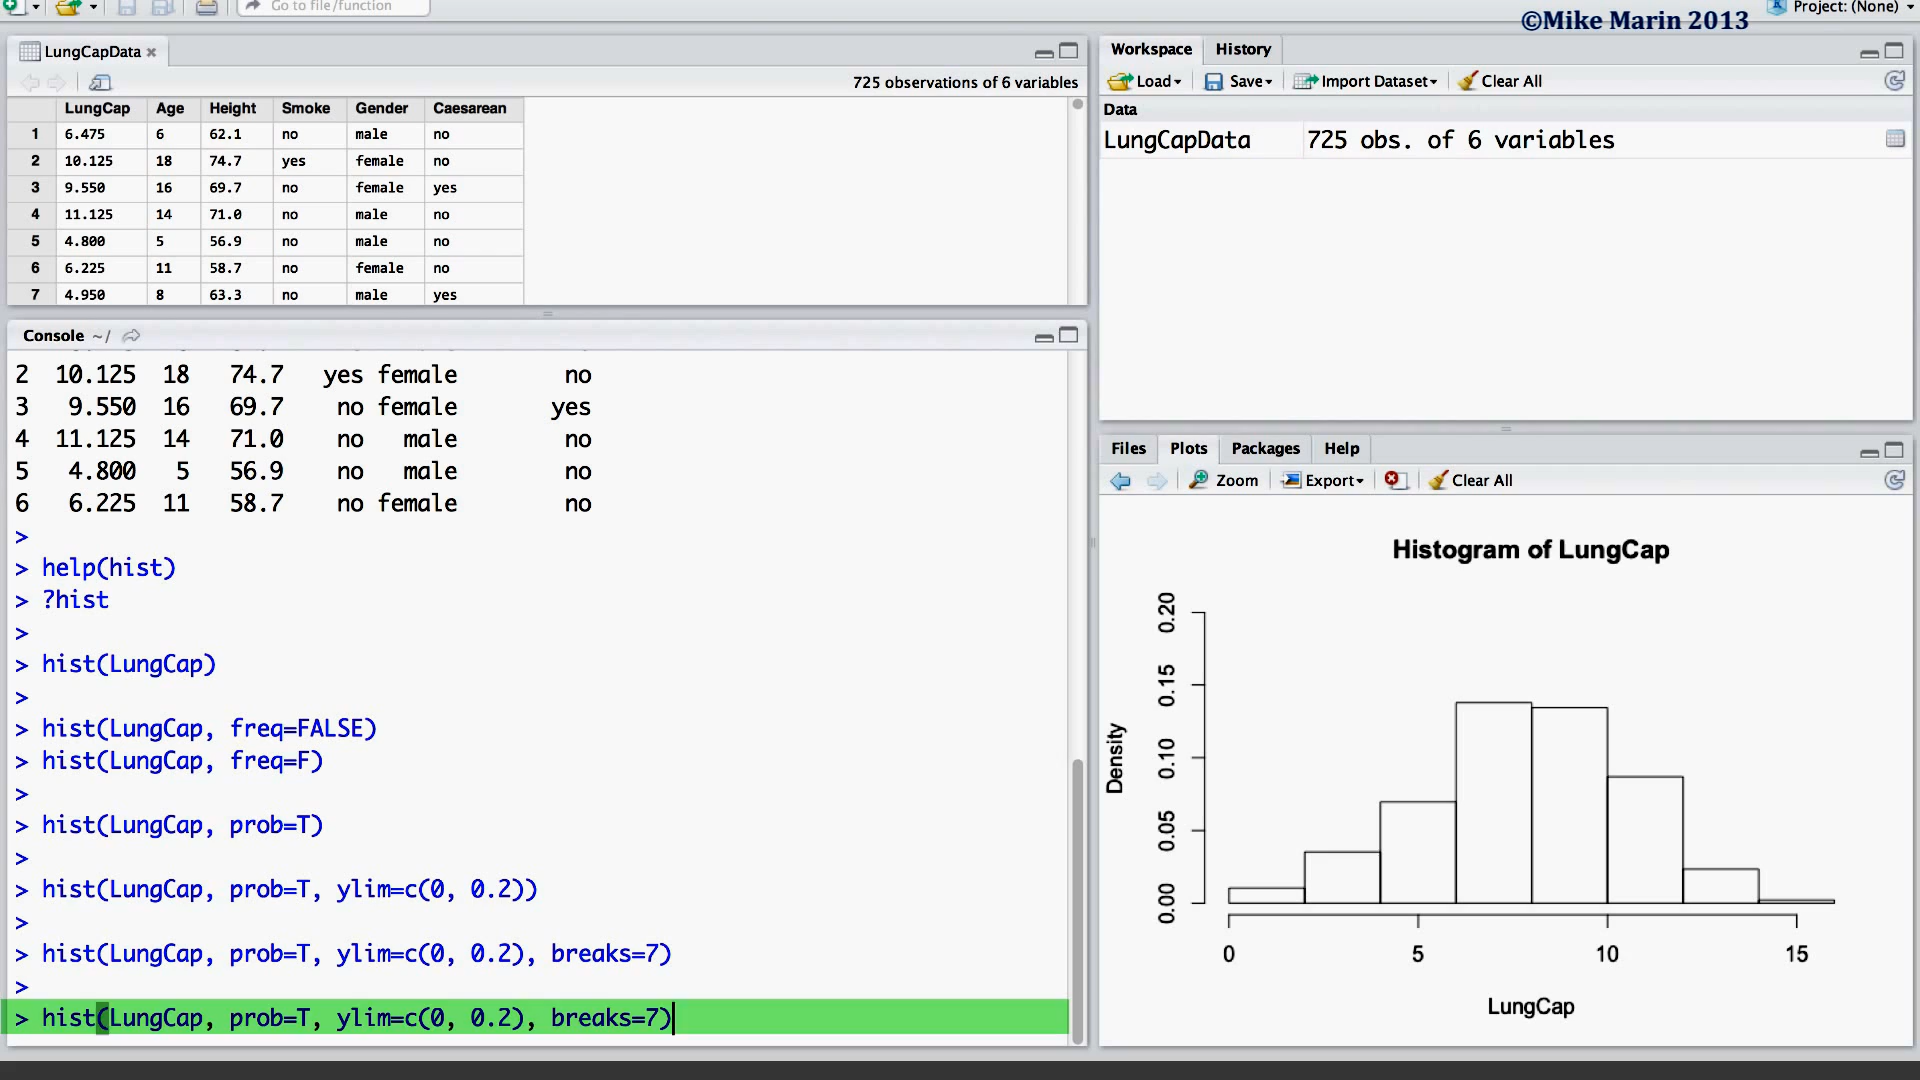 Go to file/function
©Mike Marin 2013
Project: (None)
LungCapData
725 observations of 6 variables
LungCap Age Height Smoke Gender Caesarean
1 6.475 6 62.1 no male no
2 10.125 18 74.7 yes female no
3 9.550 16 69.7 no female yes
4 11.125 14 71.0 no male no
5 4.800 5 56.9 no male no
6 6.225 11 58.7 no female no
7 4.950 8 63.3 no male yes
Console ~/
2 10.125 18 74.7 yes female no
3 9.550 16 69.7 no female yes
4 11.125 14 71.0 no male no
5 4.800 5 56.9 no male no
6 6.225 11 58.7 no female no
>
> help(hist)
> ?hist
>
> hist(LungCap)
>
> hist(LungCap, freq=FALSE)
> hist(LungCap, freq=F)
>
> hist(LungCap, prob=T)
>
> hist(LungCap, prob=T, ylim=c(0, 0.2))
>
> hist(LungCap, prob=T, ylim=c(0, 0.2), breaks=7)
>
> hist(LungCap, prob=T, ylim=c(0, 0.2), breaks=7)
Workspace History
Load Save Import Dataset Clear All
Data
LungCapData 725 obs. of 6 variables
Files Plots Packages Help
Zoom Export Clear All
Histogram of LungCap
Density
0.20
0.15
0.10
0.05
0.00
0 5 10 15
LungCap